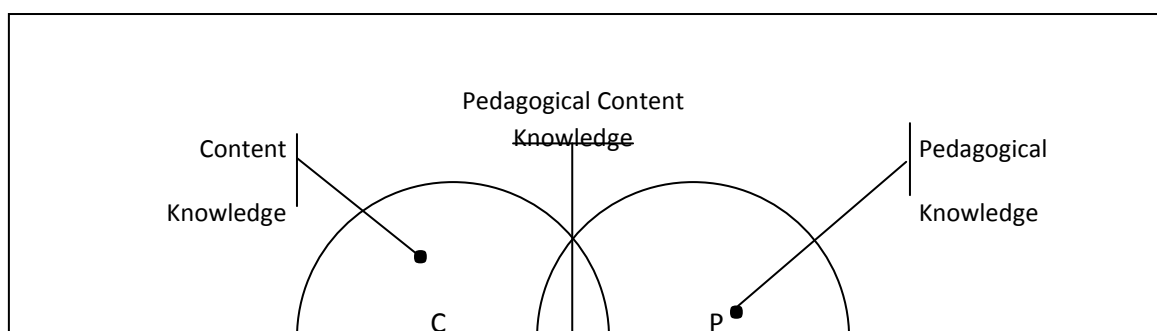 Pedagogical Content
Knowledge
Content
Knowledge
Pedagogical
Knowledge
C
P